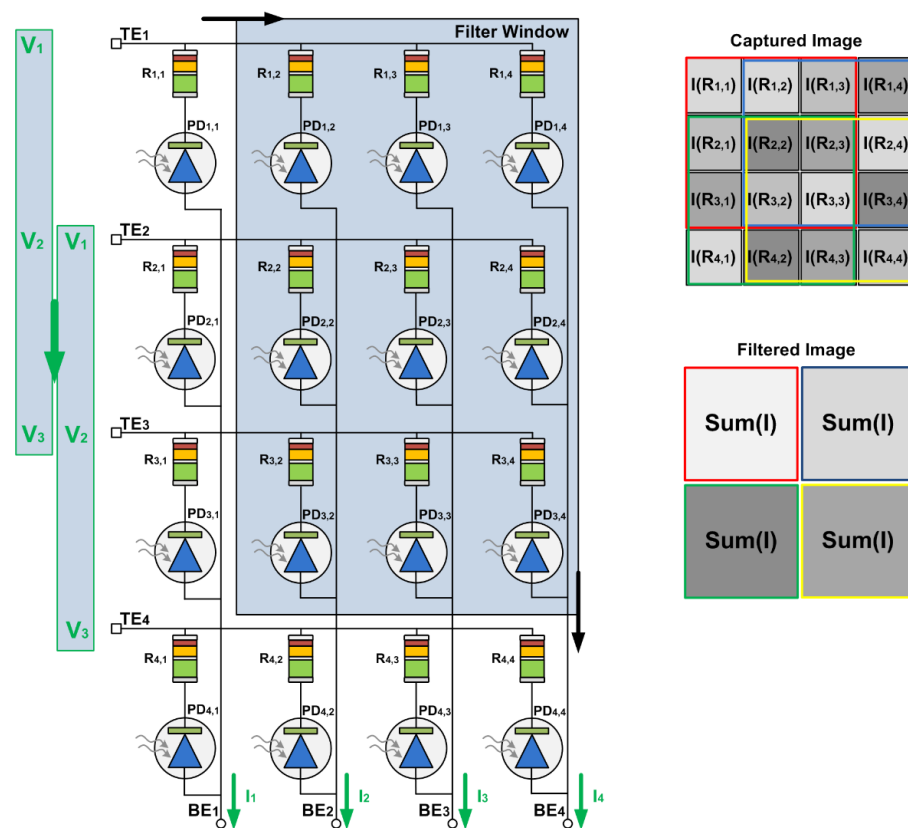 TE1
Filter Window
V1
R1,1
R1,2
R1,3
R1,4
PD1,1
PD1,2
PD1,3
PD1,4
TE2
V2
V1
R2,1
R2,2
R2,3
R2,4
PD2,1
PD2,2
PD2,3
PD2,4
TE3
V3
V2
R3,1
R3,2
R3,3
R3,4
PD3,1
PD3,2
PD3,3
PD3,4
TE4
V3
R4,1
R4,2
R4,3
R4,4
PD4,1
PD4,2
PD4,3
PD4,4
I1
I2
I3
I4
BE1
BE2
BE3
BE4
Captured Image
I(R1,1) I(R1,2) I(R1,3) I(R1,4)
I(R2,1) I(R2,2) I(R2,3) I(R2,4)
I(R3,1) I(R3,2) I(R3,3) I(R3,4)
I(R4,1) I(R4,2) I(R4,3) I(R4,4)
Filtered Image
Sum(I) Sum(I)
Sum(I) Sum(I)